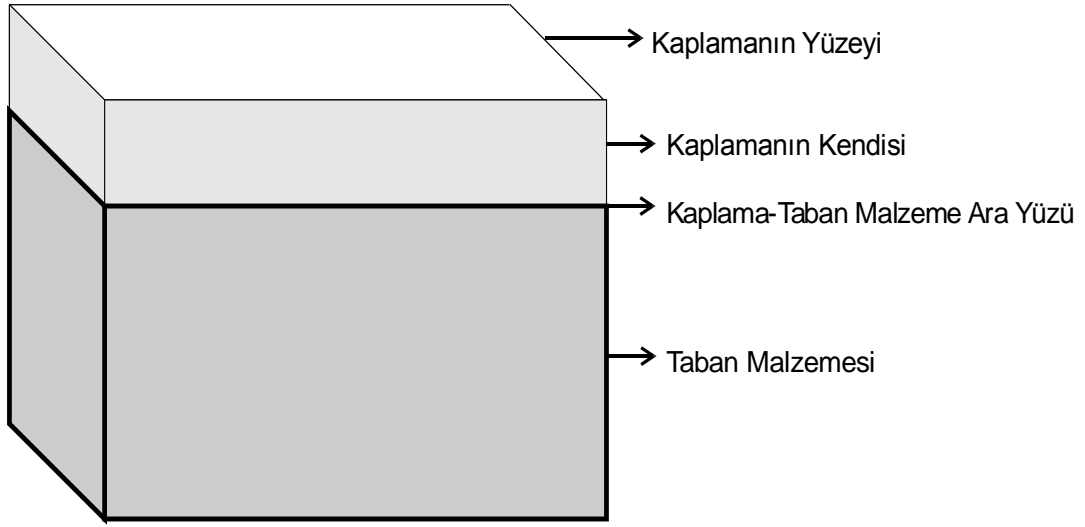 Kaplamanın Yüzeyi
Kaplamanın Kendisi
Kaplama-Taban Malzeme Ara Yüzü
Taban Malzemesi